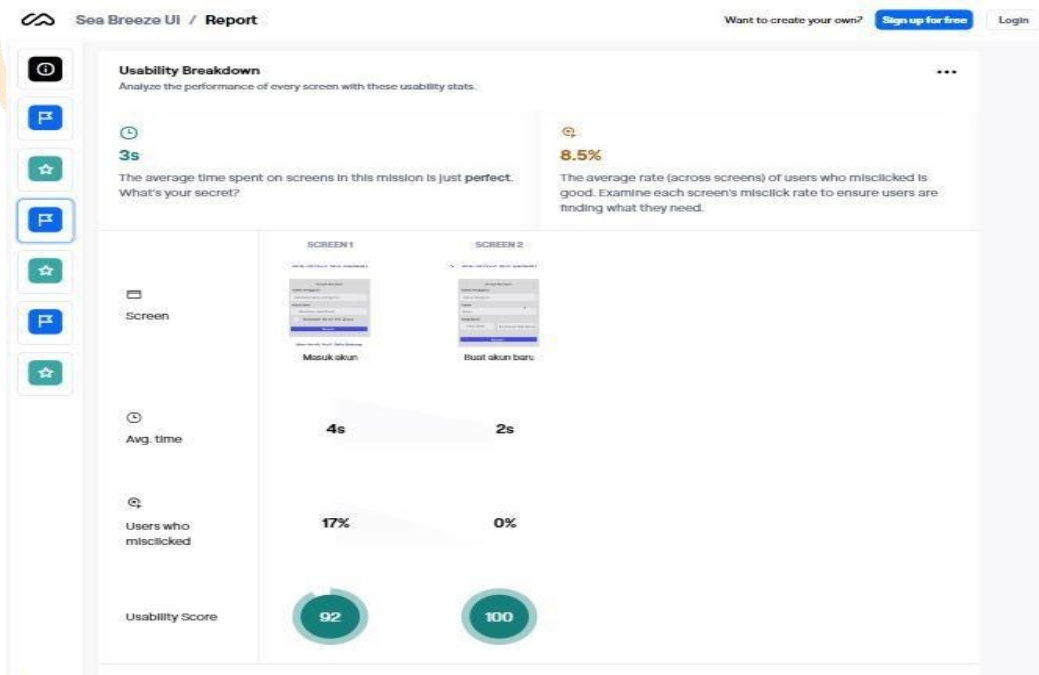 Sea Breeze UI / Report
Want to create your own?
Sign up for free
Login
Usability Breakdown
Analyze the performance of every screen with these usability stats.
3s
The average time spent on screens in this mission is just perfect.
What's your secret?
8.5%
The average rate (across screens) of users who misclicked is
good. Examine each screen's misclick rate to ensure users are
finding what they need.
SCREEN 1
SCREEN 2
Screen
Masuk akun
Buat akun baru
Avg. time
4s
2s
Users who
misclicked
17%
0%
Usability Score
92
100